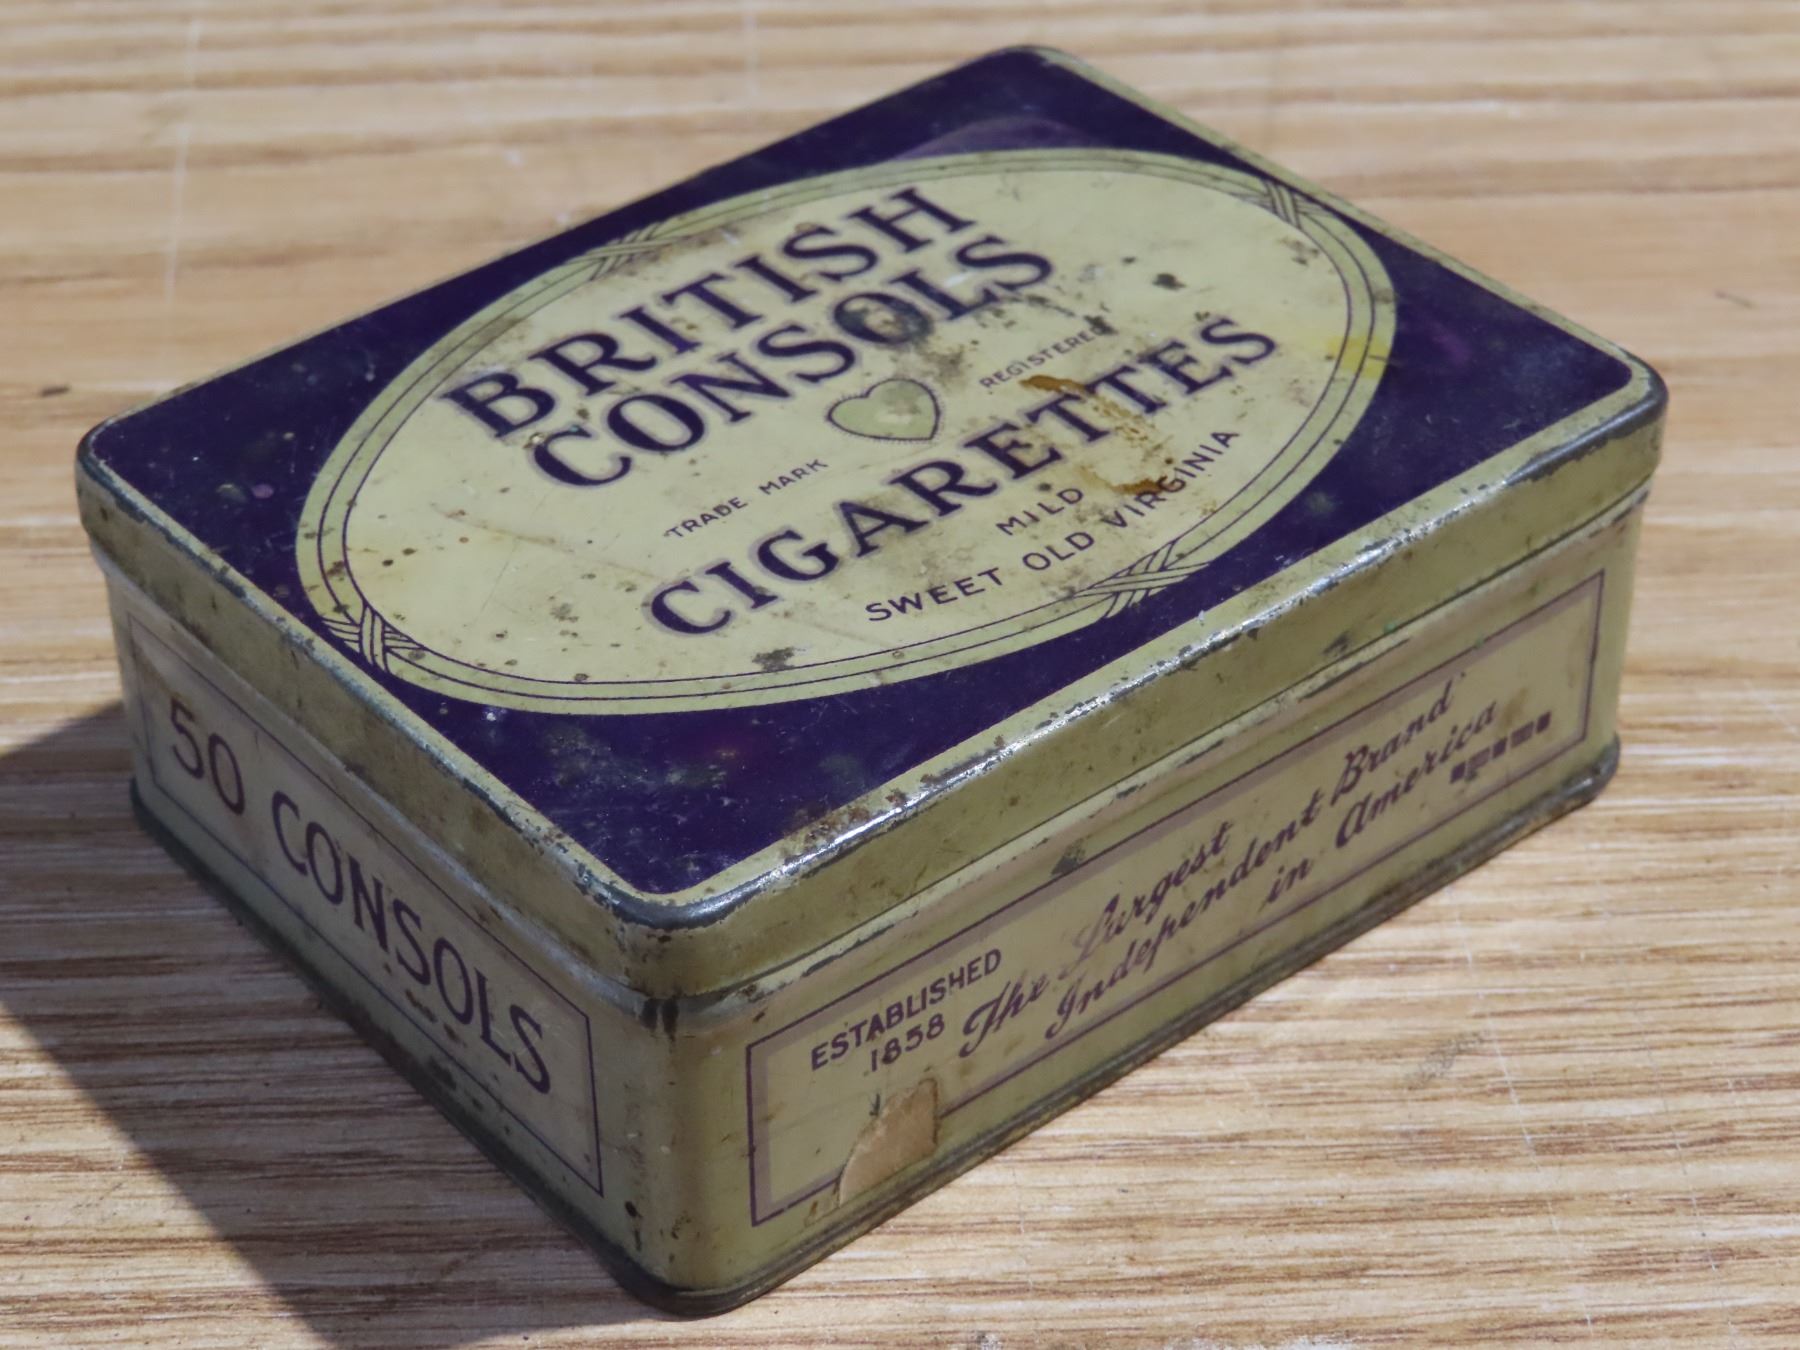 BRITISH
CONSOLS
TRADE MARK
REGISTERED
CIGARETTES
MILD
SWEET OLD VIRGINIA
50 CONSOLS
ESTABLISHED
1858
The Largest
Independent Brand
in America